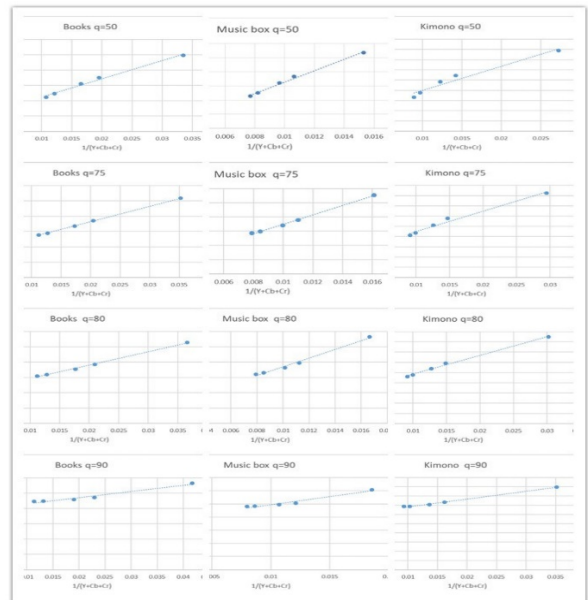 Books q=50
Music box q=50
Kimono q=50
0.01 0.015 0.02 0.025 0.03 0.035
1/(Y+Cb+Cr)
0.006 0.008 0.01 0.012 0.014 0.016
1/(Y+Cb+Cr)
0.01 0.015 0.02 0.025
1/(Y+Cb+Cr)
Books q=75
Music box q=75
Kimono q=75
0.01 0.015 0.02 0.025 0.03 0.035
1/(Y+Cb+Cr)
0.006 0.008 0.01 0.012 0.014 0.016
1/(Y+Cb+Cr)
0.01 0.015 0.02 0.025 0.03
1/(Y+Cb+Cr)
Books q=80
Music box q=80
Kimono q=80
0.01 0.015 0.02 0.025 0.03 0.035
1/(Y+Cb+Cr)
4 0.006 0.008 0.01 0.012 0.014 0.016 0.0
1/(Y+Cb+Cr)
0.01 0.015 0.02 0.025 0.03
1/(Y+Cb+Cr)
Books q=90
Music box q=90
Kimono q=90
0.01 0.015 0.02 0.025 0.03 0.035 0.04
1/(Y+Cb+Cr)
005 0.01 0.015 0.
1/(Y+Cb+Cr)
0.01 0.015 0.02 0.025 0.03 0.035
1/(Y+Cb+Cr)